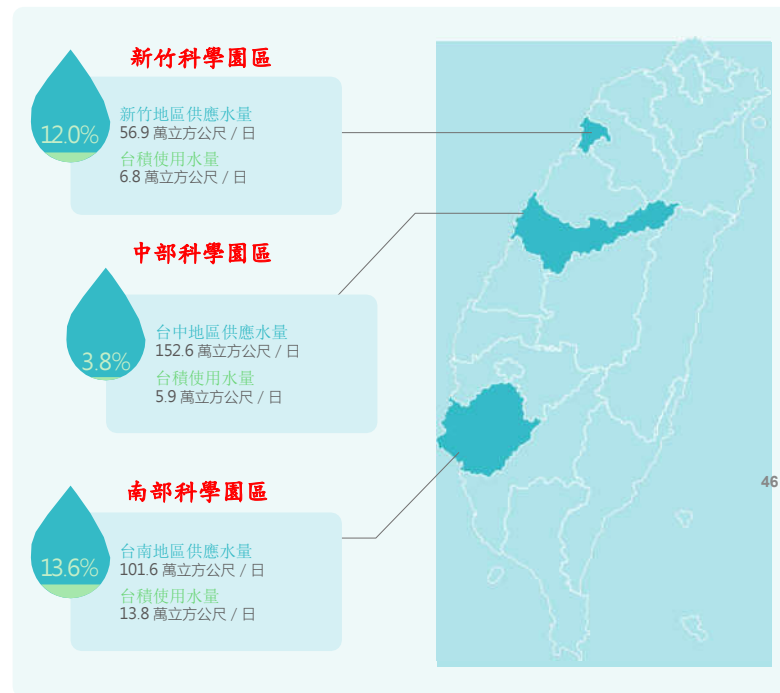 新竹科學園區
新竹地區供應水量
12.0%
56.9 萬立方公尺 / 日
台積使用水量
6.8 萬立方公尺 / 日
中部科學園區
台中地區供應水量
152.6 萬立方公尺 / 日
3.8%
台積使用水量
5.9 萬立方公尺 / 日
南部科學園區
台南地區供應水量
13.6%
101.6 萬立方公尺 / 日
台積使用水量
13.8 萬立方公尺 / 日
46